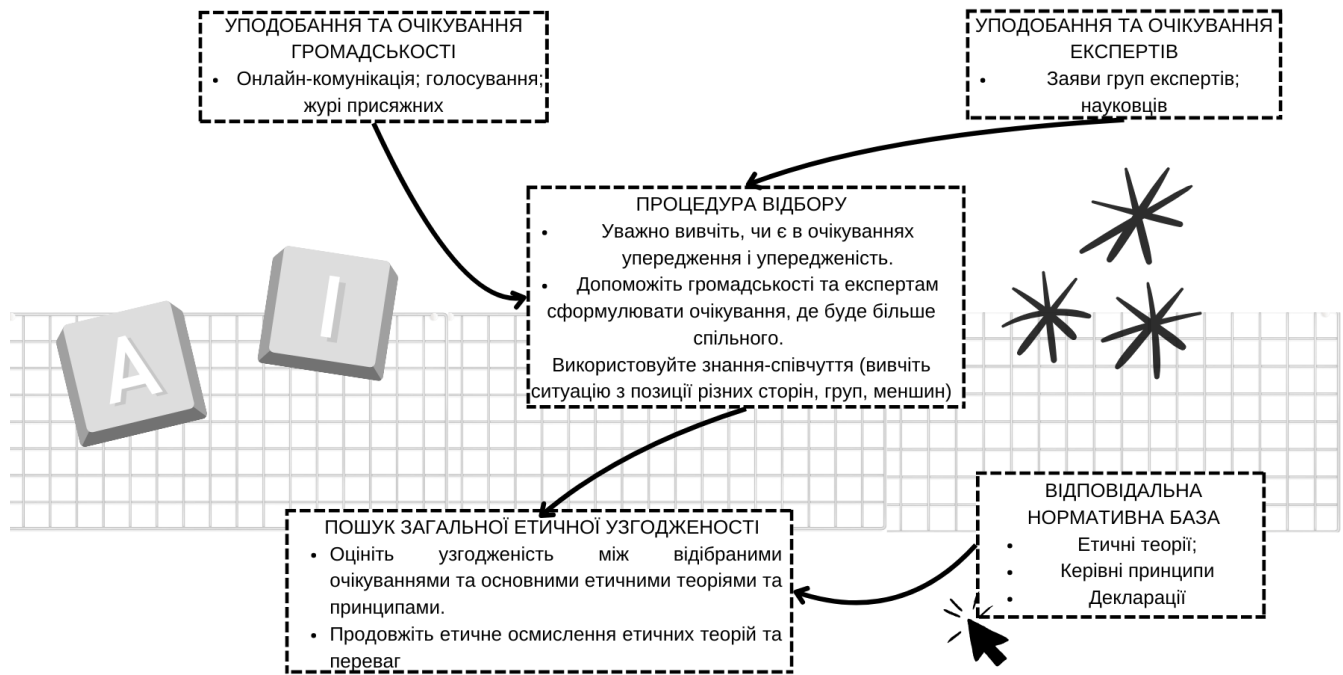 УПОДОБАННЯ ТА ОЧІКУВАННЯ
ГРОМАДСЬКОСТІ
• Онлайн-комунікація; голосування;
журі присяжних
УПОДОБАННЯ ТА ОЧІКУВАННЯ
ЕКСПЕРТІВ
• Заяви груп експертів;
науковців
ПРОЦЕДУРА ВІДБОРУ
• Уважно вивчіть, чи є в очікуваннях
упередження і упередженість.
• Допоможіть громадськості та експертам
сформулювати очікування, де буде більше
спільного.
Використовуйте знання-співчуття (вивчіть
ситуацію з позиції різних сторін, груп, меншин)
A
I
ПОШУК ЗАГАЛЬНОЇ ЕТИЧНОЇ УЗГОДЖЕНОСТІ
• Оцініть узгодженість між відібраними
очікуваннями та основними етичними теоріями та
принципами.
• Продовжіть етичне осмислення етичних теорій та
переваг
ВІДПОВІДАЛЬНА
НОРМАТИВНА БАЗА
• Етичні теорії;
• Керівні принципи
• Декларації